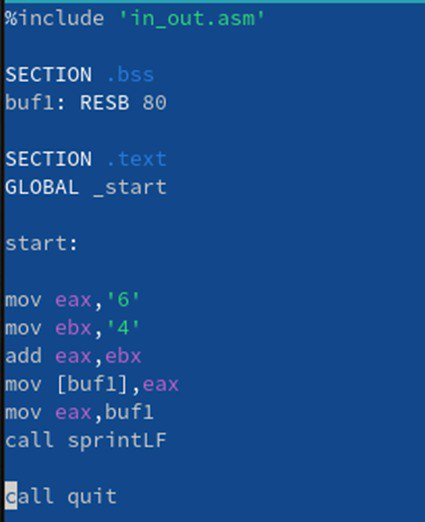 %include 'in_out.asm'
SECTION .bss
buf1: RESB 80
SECTION .text
GLOBAL _start
start:
mov eax,'6'
mov ebx,'4'
add eax,ebx
mov [buf1],eax
mov eax,buf1
call sprintLF
call quit